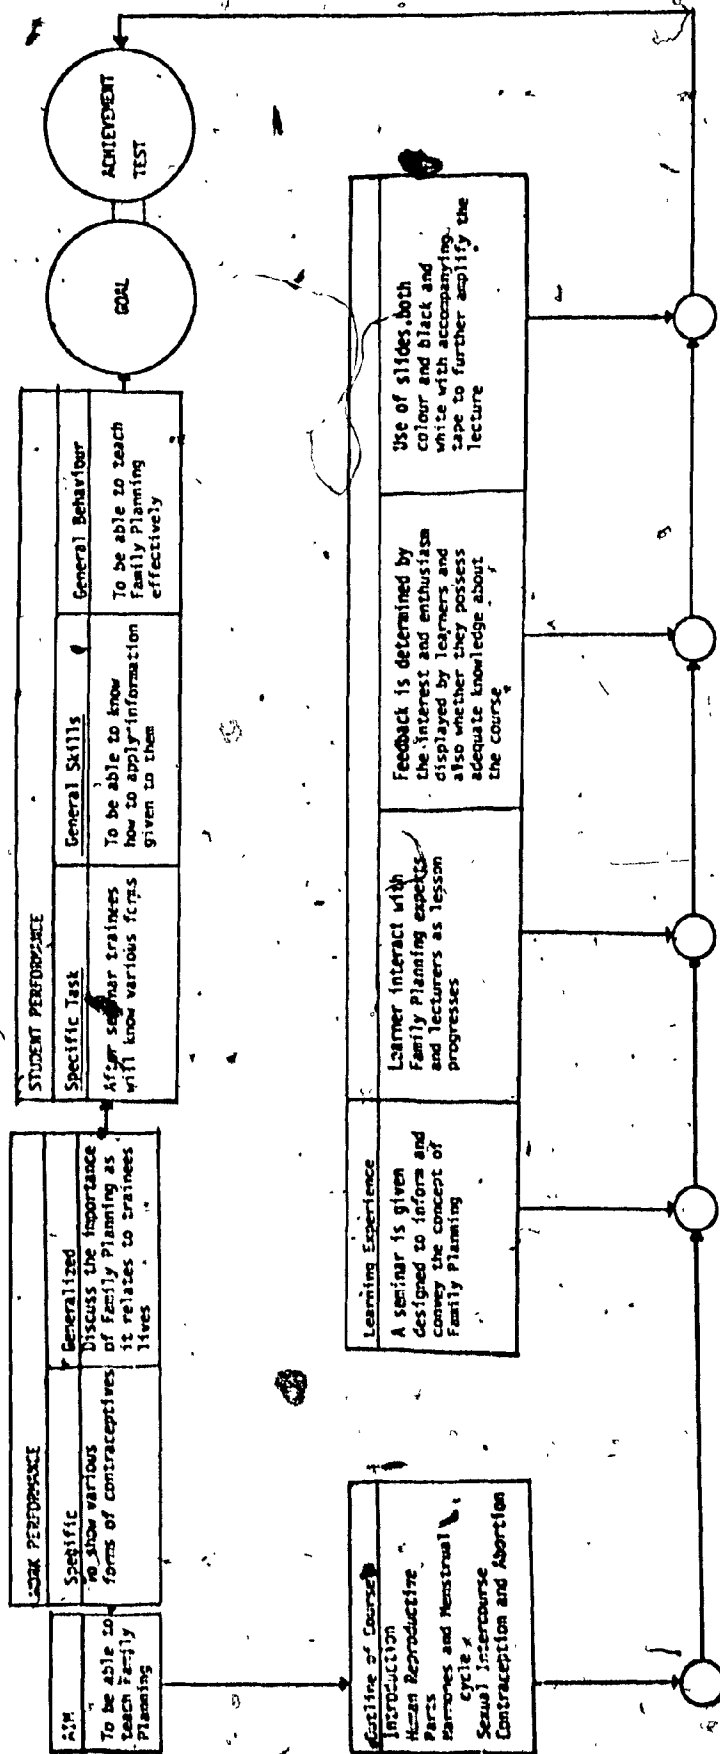 AIM
To be able to
teach Family
Planning
WORK PERFORMANCE
Specific
To show various
forms of contraceptives
Generalized
Discuss the importance
of Family Planning as
it relates to trainees
lives
STUDENT PERFORMANCE
Specific Task
After seminar trainees
will know various forms
General Skills
To be able to know
how to apply information
given to them
General Behaviour
To be able to teach
Family Planning
effectively
GOAL
ACHIEVEMENT
TEST
Outline of Course
Introduction
Human Reproductive
Parts
Harmones and Menstrual
cycle
Sexual Intercourse
Contraception and Abortion
Learning Experience
A seminar is given
designed to inform and
convey the concept of
Family Planning
Learner interact with
Family Planning experts
and lecturers as lesson
progresses
Feedback is determined by
the interest and enthusiasm
displayed by learners and
also whether they possess
adequate knowledge about
the course
Use of slides.both
colour and black and
white with accompanying
tape to further amplify the
lecture